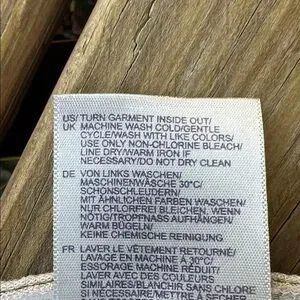 US/ TURN GARMENT INSIDE OUT/
UK MACHINE WASH COLD/GENTLE
CYCLE/WASH WITH LIKE COLORS/
USE ONLY NON-CHLORINE BLEACH/
LINE DRY/WARM IRON IF
NECESSARY/DO NOT DRY CLEAN
DE VON LINKS WASCHEN/
MASCHINENWÄSCHE 30°C/
SCHONSCHLEUDERN/
MIT ÄHNLICHEN FARBEN WASCHEN/
NUR CHLORFREI BLEICHEN. WENN
NÖTIG/TROPFNASS AUFHÄNGEN/
WARM BÜGELN/
KEINE CHEMISCHE REINIGUNG
FR LAVER LE VÊTEMENT RETOURNÉ/
LAVAGE EN MACHINE À 30°C/
ESSORAGE MACHINE RÉDUIT/
LAVER AVEC DES COULEURS
SIMILAIRES/BLANCHIR SANS CHLORE
SI NÉCESSAIRE/SÉCHER SUR